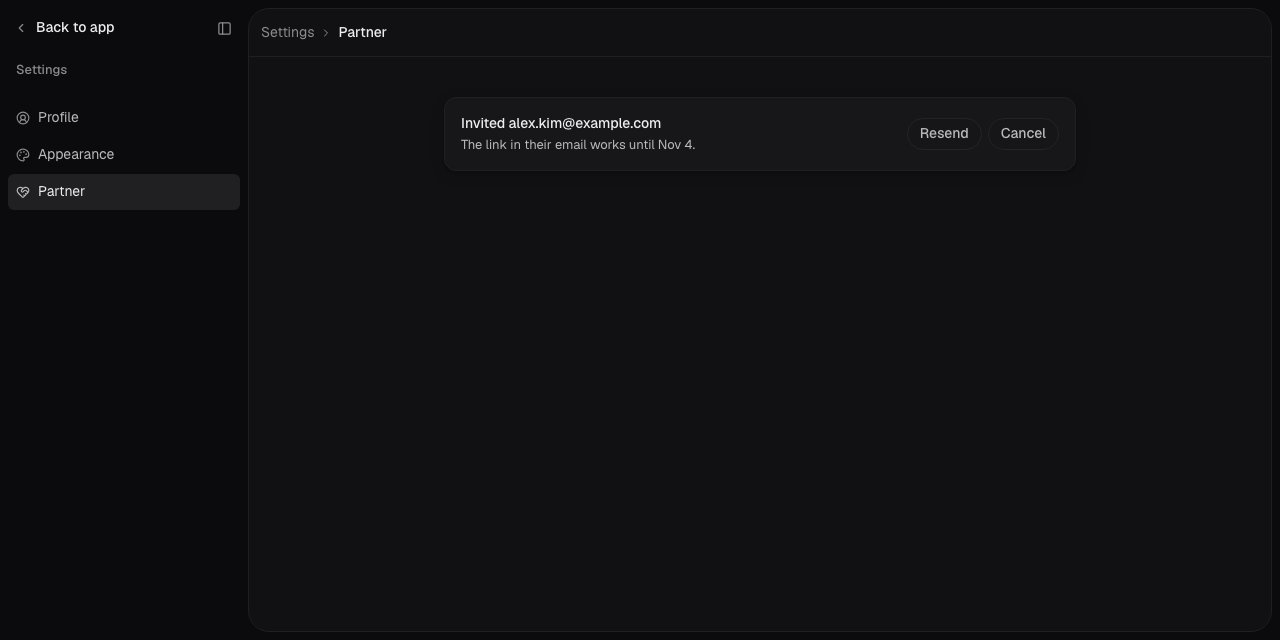 Back to app
Settings
Profile
Appearance
Partner
Settings > Partner
Invited alex.kim@example.com
The link in their email works until Nov 4.
Resend
Cancel